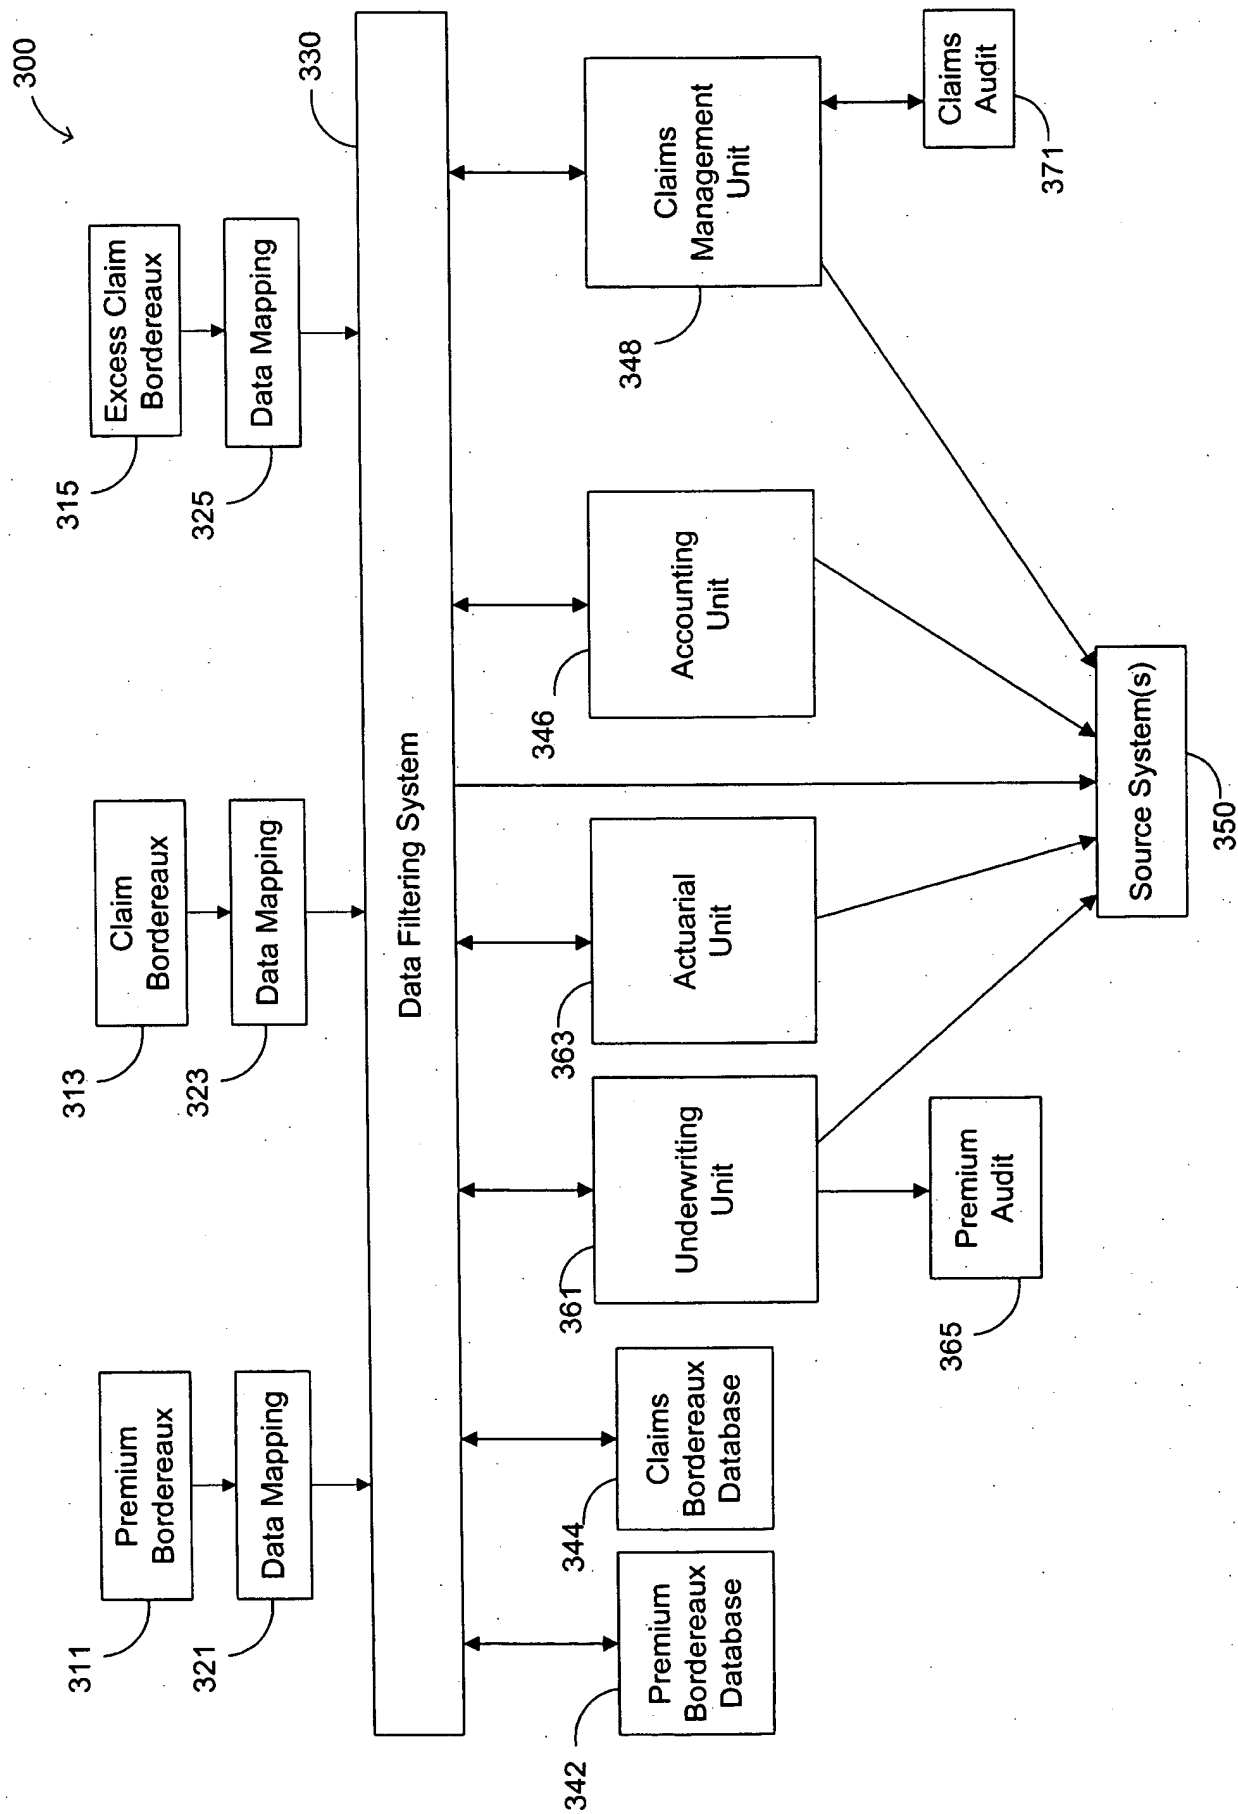 300
Premium
Bordereaux
311
Claim
Bordereaux
313
Excess Claim
Bordereaux
315
Data Mapping
321
Data Mapping
323
Data Mapping
325
330
Data Filtering System
Premium
Bordereaux
Database
342
Claims
Bordereaux
Database
344
Underwriting
Unit
361
Actuarial
Unit
363
Accounting
Unit
346
Claims
Management
Unit
348
Premium
Audit
365
Claims
Audit
371
Source System(s)
350